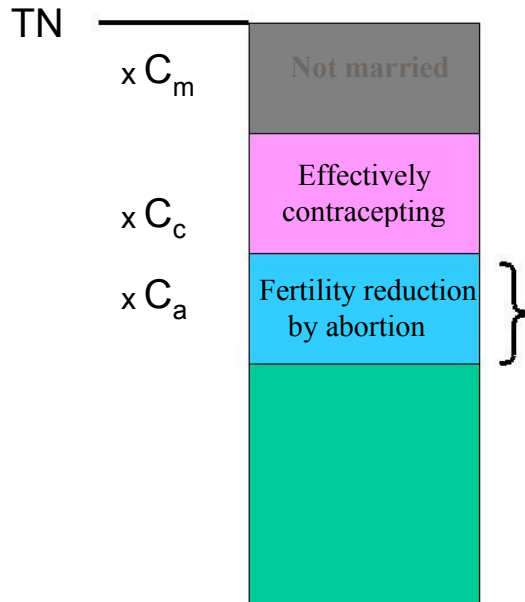 TN
x Cm
Not married
Effectively
contracepting
x Cc
x Ca
Fertility reduction
by abortion